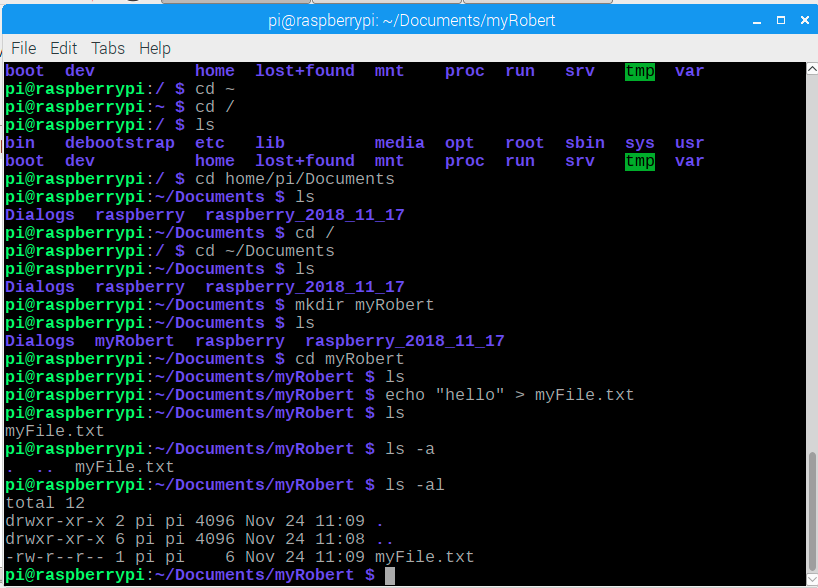 pi@raspberrypi: ~/Documents/myRobert
File Edit Tabs Help
boot  dev             home  lost+found  mnt    proc  run   srv   tmp  var
pi@raspberrypi:/ $ cd ~
pi@raspberrypi:~ $ cd /
pi@raspberrypi:/ $ ls
bin   debootstrap  etc   lib         media  opt   root  sbin  sys  usr
boot  dev          home  lost+found  mnt    proc  run   srv   tmp  var
pi@raspberrypi:/ $ cd home/pi/Documents
pi@raspberrypi:~/Documents $ ls
Dialogs  raspberry  raspberry_2018_11_17
pi@raspberrypi:~/Documents $ cd /
pi@raspberrypi:/ $ cd ~/Documents
pi@raspberrypi:~/Documents $ ls
Dialogs  raspberry  raspberry_2018_11_17
pi@raspberrypi:~/Documents $ mkdir myRobert
pi@raspberrypi:~/Documents $ ls
Dialogs  myRobert  raspberry  raspberry_2018_11_17
pi@raspberrypi:~/Documents $ cd myRobert
pi@raspberrypi:~/Documents/myRobert $ ls
pi@raspberrypi:~/Documents/myRobert $ echo "hello" > myFile.txt
pi@raspberrypi:~/Documents/myRobert $ ls
myFile.txt
pi@raspberrypi:~/Documents/myRobert $ ls -a
.  ..  myFile.txt
pi@raspberrypi:~/Documents/myRobert $ ls -al
total 12
drwxr-xr-x 2 pi pi 4096 Nov 24 11:09 .
drwxr-xr-x 6 pi pi 4096 Nov 24 11:08 ..
-rw-r--r-- 1 pi pi    6 Nov 24 11:09 myFile.txt
pi@raspberrypi:~/Documents/myRobert $